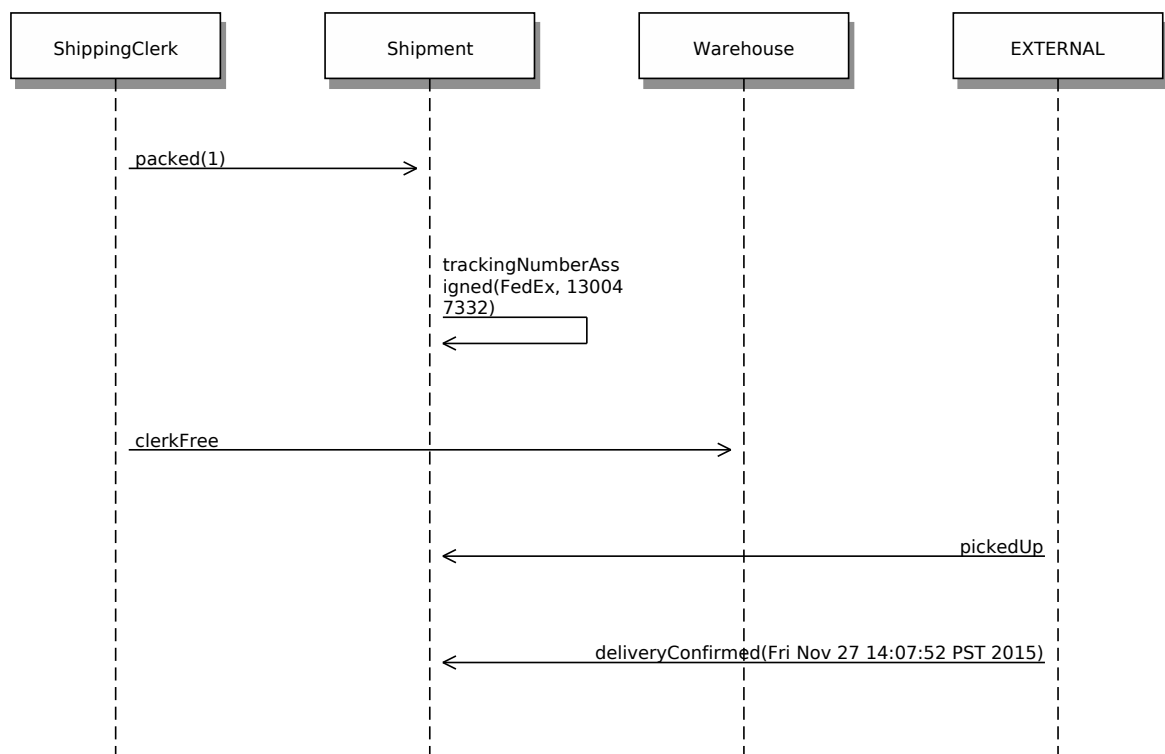 ShippingClerk
Shipment
Warehouse
EXTERNAL
packed(1)
trackingNumberAss
igned(FedEx, 13004
7332)
clerkFree
pickedUp
deliveryConfirmed(Fri Nov 27 14:07:52 PST 2015)